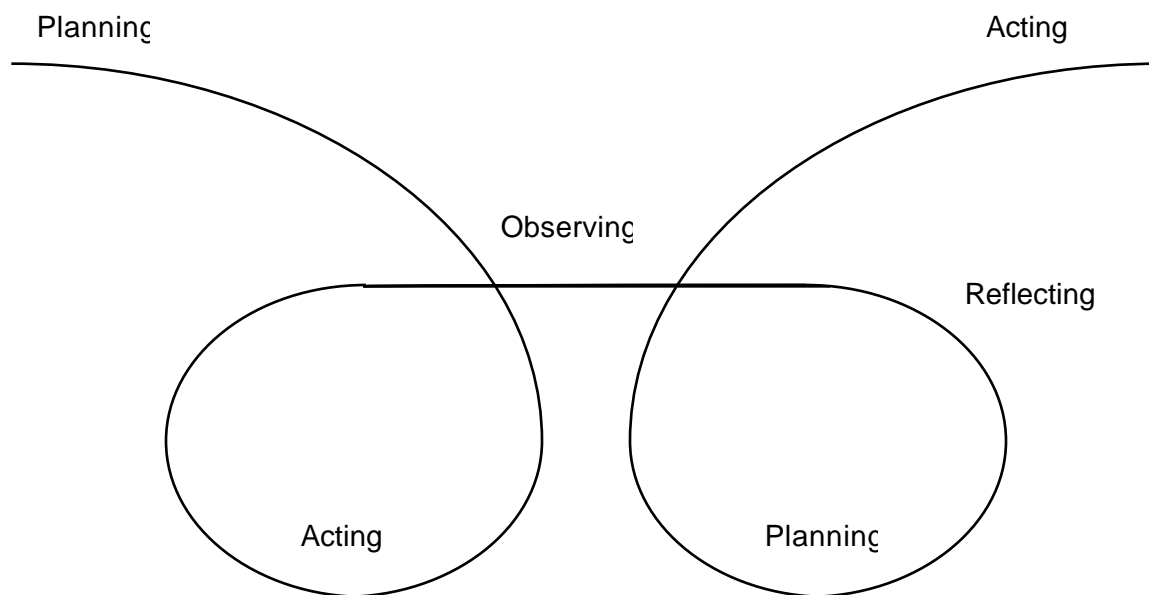 Planning
Acting
Observing
Reflecting
Acting
Planning